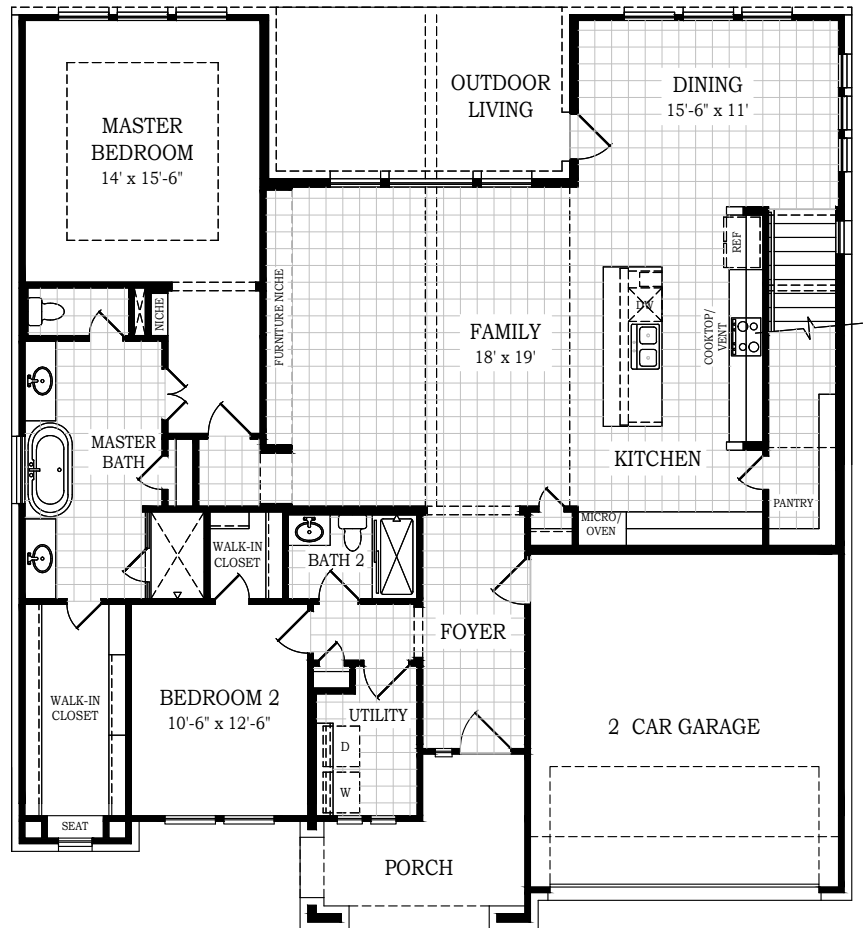 OUTDOOR
LIVING
DINING
15'-6" x 11'
MASTER
BEDROOM
14' x 15'-6"
REF
NICHE
FURNITURE NICHE
DW
COOKTOP/
VENT
FAMILY
18' x 19'
MASTER
BATH
KITCHEN
PANTRY
MICRO/
OVEN
WALK-IN
CLOSET
BATH 2
FOYER
WALK-IN
CLOSET
BEDROOM 2
10'-6" x 12'-6"
UTILITY
2 CAR GARAGE
D
W
SEAT
PORCH